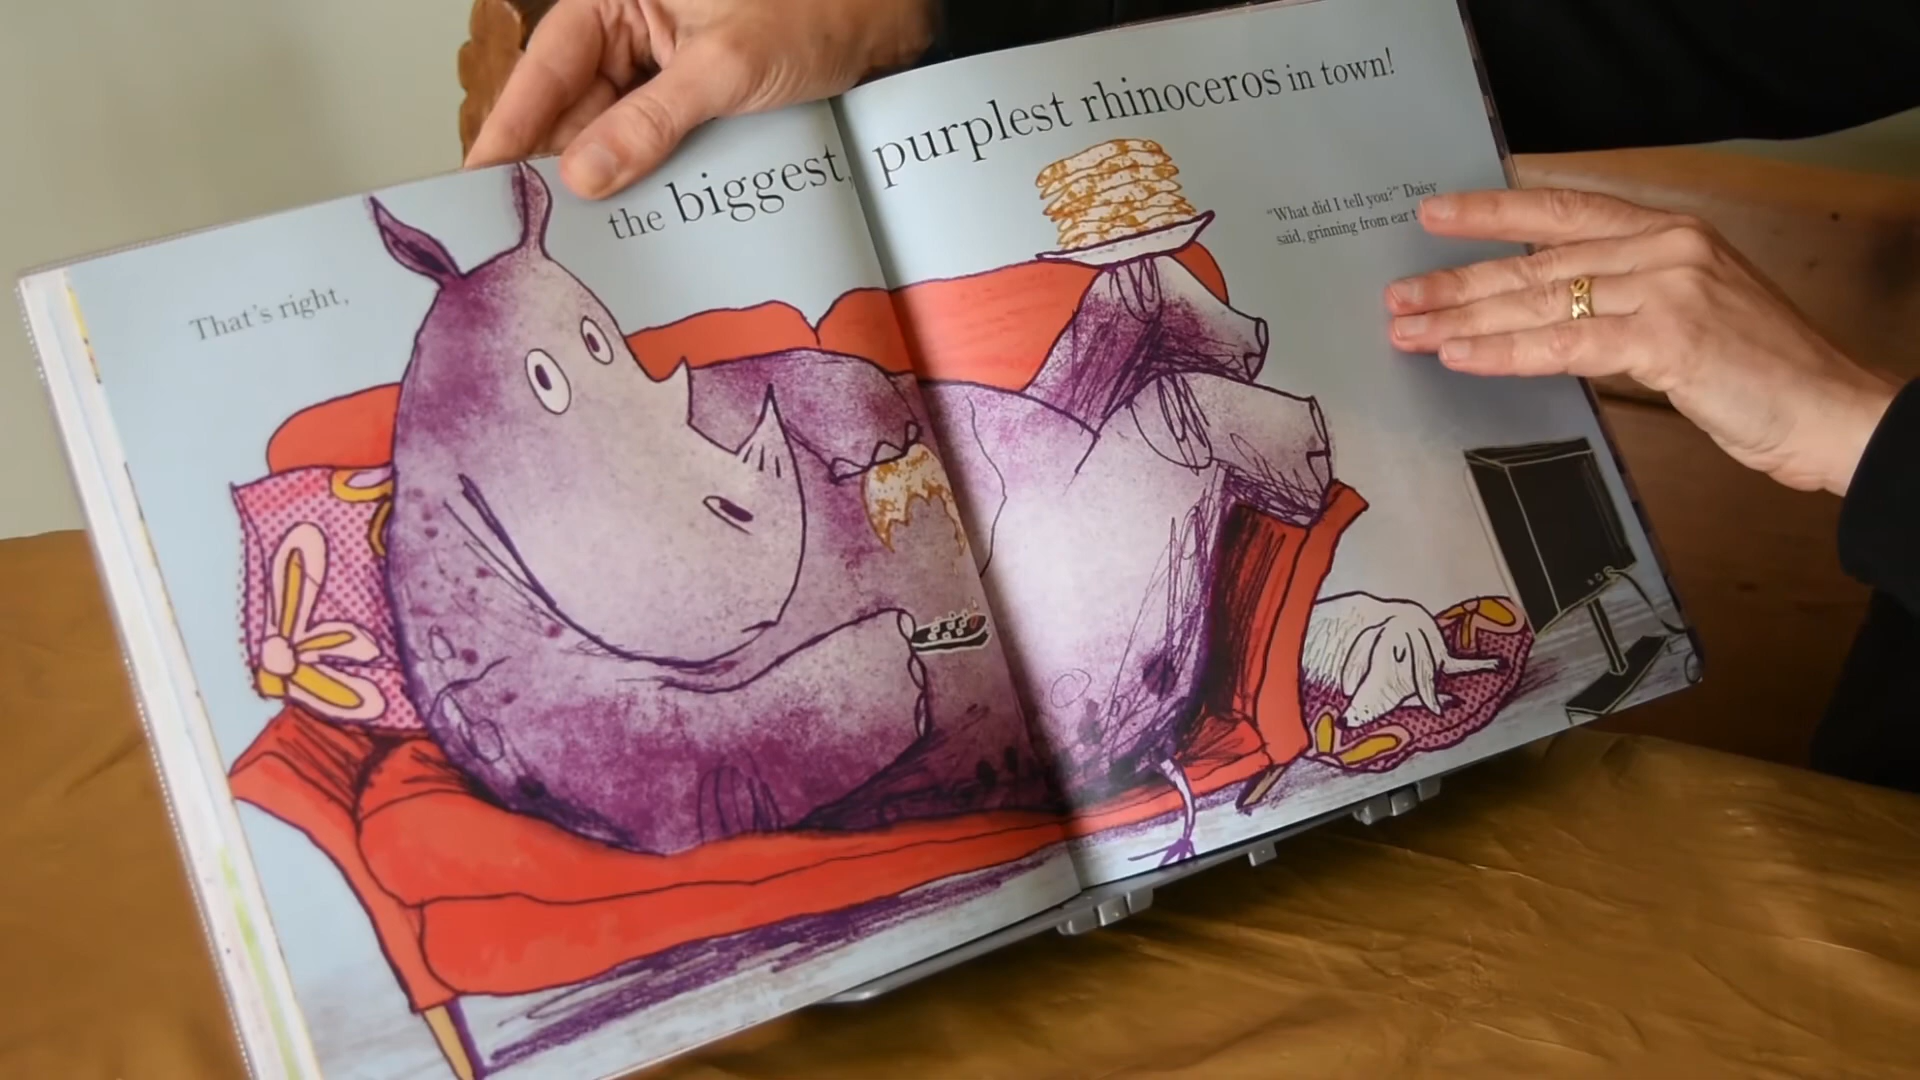 That's right,
the biggest, purplest rhinoceros in town!
"What did I tell you?" Daisy
said, grinning from ear t